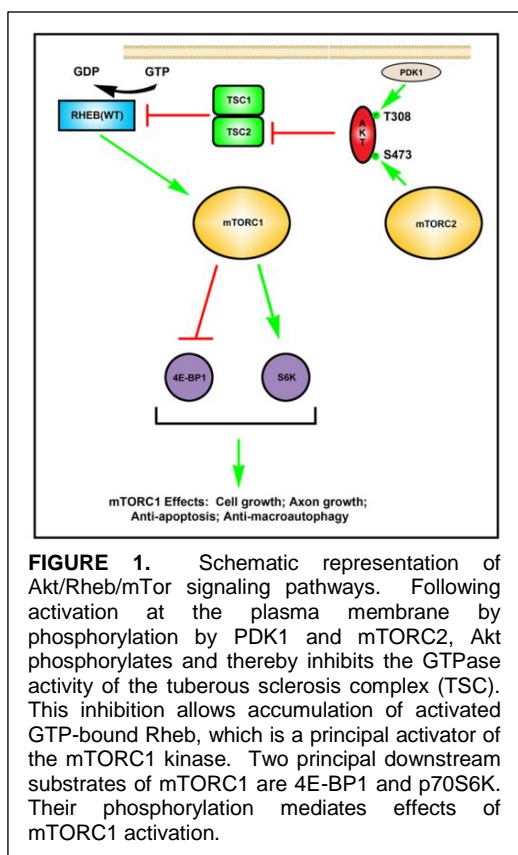 PDK1
GDP GTP
RHEB(WT)
TSC1
TSC2
AKT
T308
S473
mTORC1
mTORC2
4E-BP1
S6K
mTORC1 Effects: Cell growth; Axon growth;
Anti-apoptosis; Anti-macroautophagy
FIGURE 1. Schematic representation of
Akt/Rheb/mTor signaling pathways. Following
activation at the plasma membrane by
phosphorylation by PDK1 and mTORC2, Akt
phosphorylates and thereby inhibits the GTPase
activity of the tuberous sclerosis complex (TSC).
This inhibition allows accumulation of activated
GTP-bound Rheb, which is a principal activator of
the mTORC1 kinase. Two principal downstream
substrates of mTORC1 are 4E-BP1 and p70S6K.
Their phosphorylation mediates effects of
mTORC1 activation.